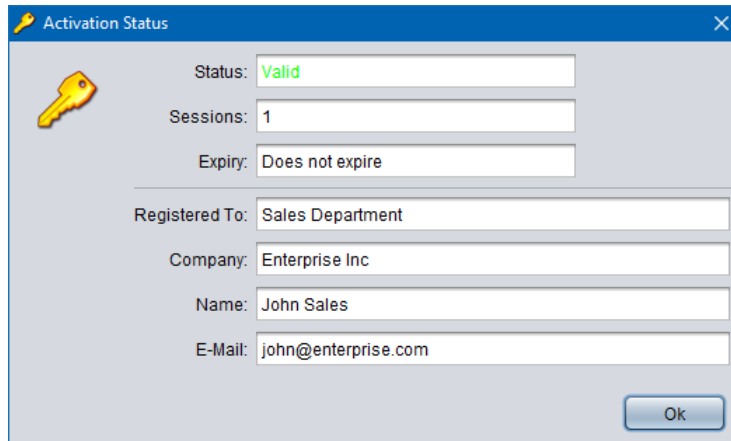 Activation Status
Status: Valid
Sessions: 1
Expiry: Does not expire
Registered To: Sales Department
Company: Enterprise Inc
Name: John Sales
E-Mail: john@enterprise.com
Ok